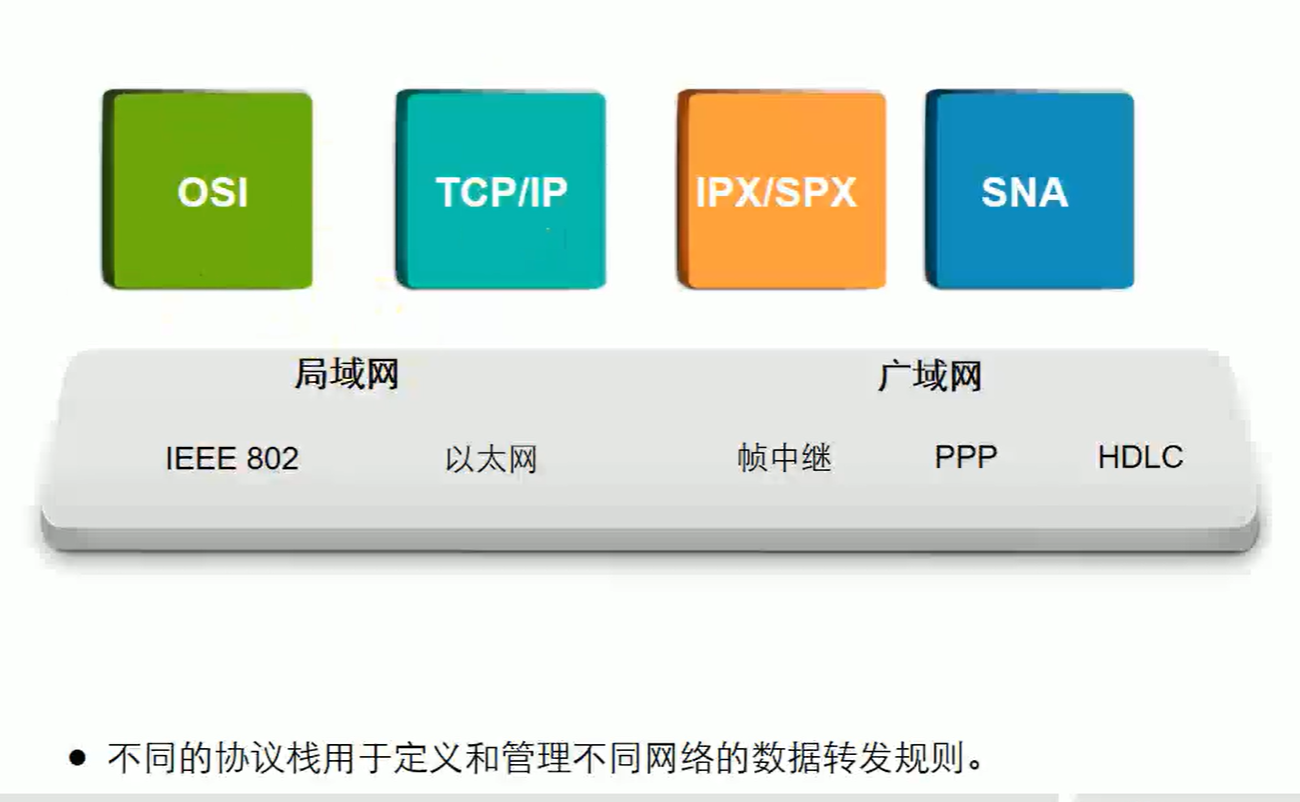 OSI TCP/IP IPX/SPX SNA
局域网 广域网
IEEE 802 以太网 帧中继 PPP HDLC
● 不同的协议栈用于定义和管理不同网络的数据转发规则。